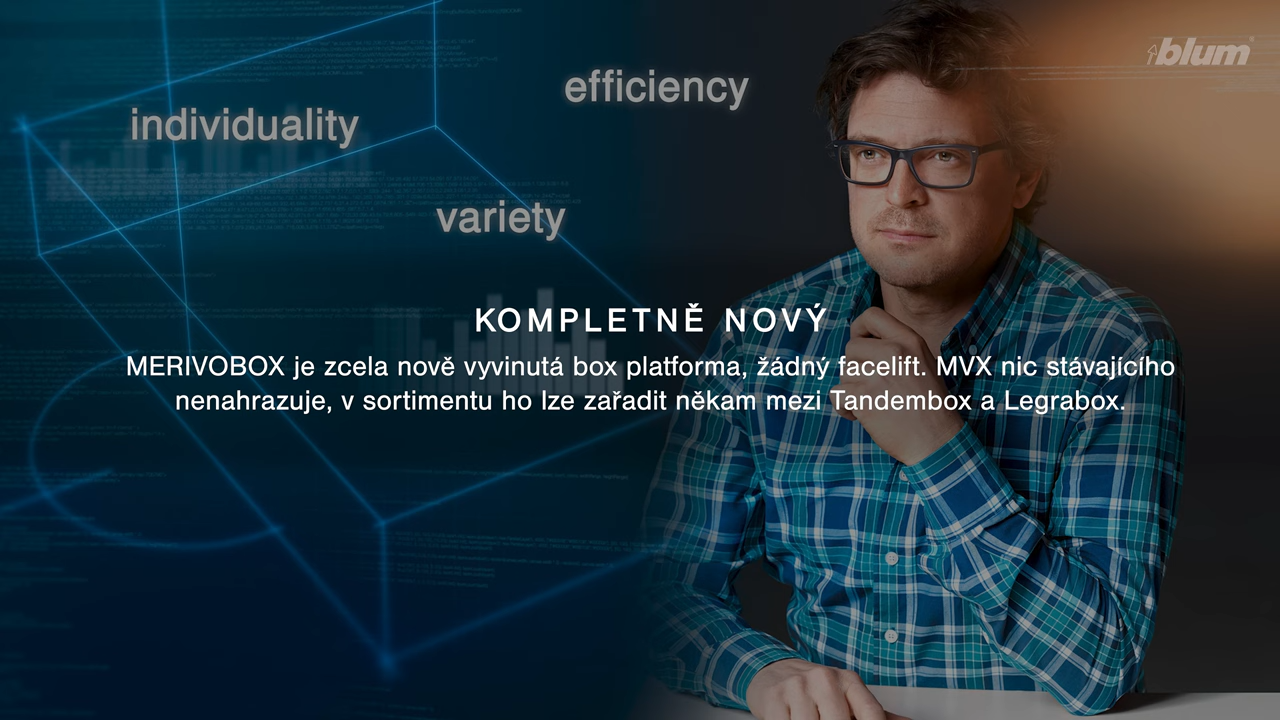 blum
efficiency
individuality
variety
KOMPLETNĚ NOVÝ
MERIVOBOX je zcela nově vyvinutá box platforma, žádný facelift. MVX nic stávajícího
nenahrazuje, v sortimentu ho lze zařadit někam mezi Tandembox a Legrabox.